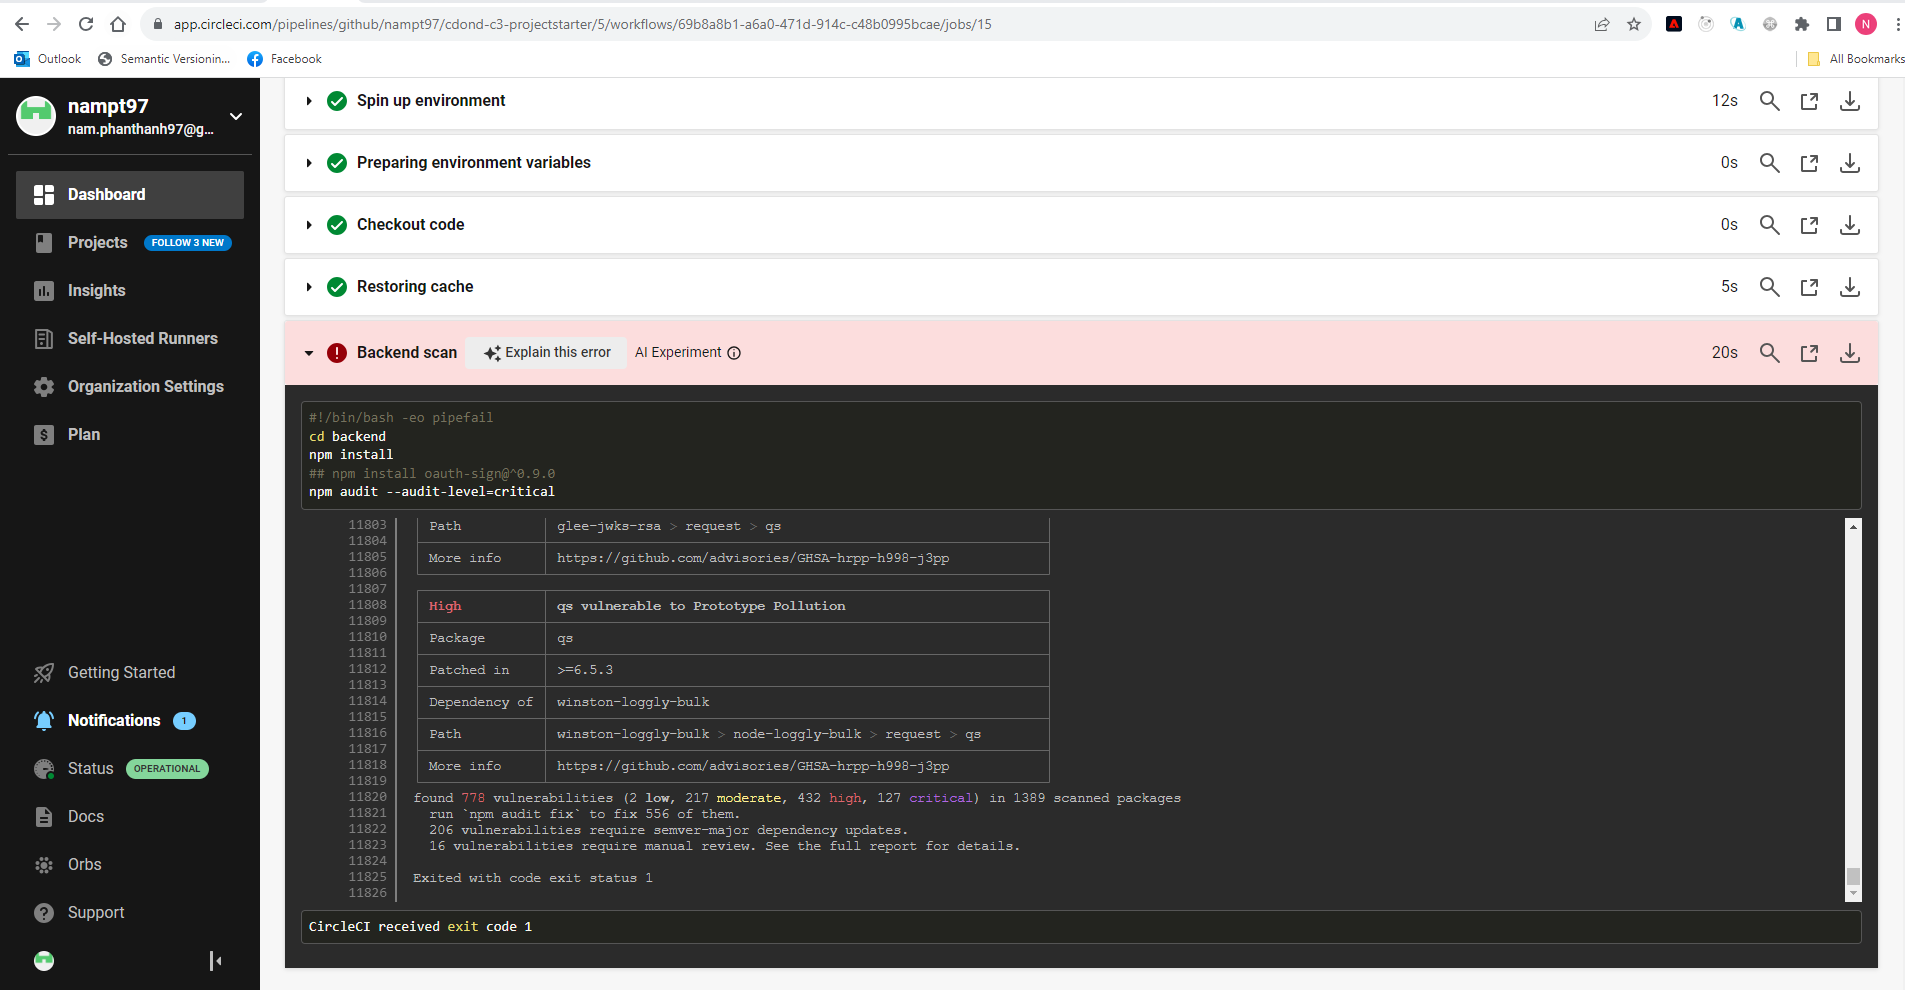 app.circleci.com/pipelines/github/nampt97/cdond-c3-projectstarter/5/workflows/69b8a8b1-a6a0-471d-914c-c48b0995bcae/jobs/15
N
Outlook
Semantic Versionin...
Facebook
All Bookmarks
nampt97
nam.phanthanh97@g...
Dashboard
Projects FOLLOW 3 NEW
Insights
Self-Hosted Runners
Organization Settings
Plan
Getting Started
Notifications 1
Status OPERATIONAL
Docs
Orbs
Support
Spin up environment 12s
Preparing environment variables 0s
Checkout code 0s
Restoring cache 5s
Backend scan Explain this error AI Experiment 20s
#!/bin/bash -eo pipefail
cd backend
npm install
## npm install oauth-sign@^0.9.0
npm audit --audit-level=critical
11803 Path glee-jwks-rsa > request > qs
11804
11805 More info https://github.com/advisories/GHSA-hrpp-h998-j3pp
11806
11807
11808 High qs vulnerable to Prototype Pollution
11809
11810 Package qs
11811
11812 Patched in >=6.5.3
11813
11814 Dependency of winston-loggly-bulk
11815
11816 Path winston-loggly-bulk > node-loggly-bulk > request > qs
11817
11818 More info https://github.com/advisories/GHSA-hrpp-h998-j3pp
11819
11820 found 778 vulnerabilities (2 low, 217 moderate, 432 high, 127 critical) in 1389 scanned packages
11821 run `npm audit fix` to fix 556 of them.
11822 206 vulnerabilities require semver-major dependency updates.
11823 16 vulnerabilities require manual review. See the full report for details.
11824
11825 Exited with code exit status 1
11826
CircleCI received exit code 1